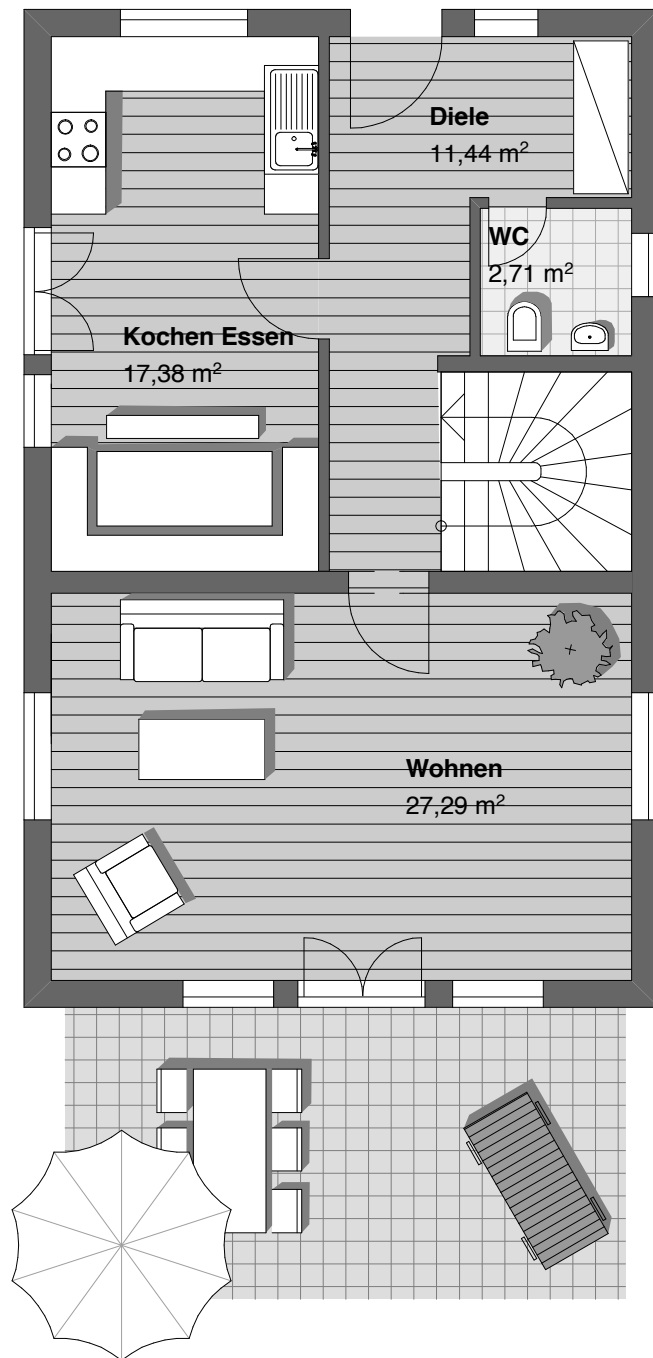 Diele
11,44 m²
WC
2,71 m²
Kochen Essen
17,38 m²
Wohnen
27,29 m²